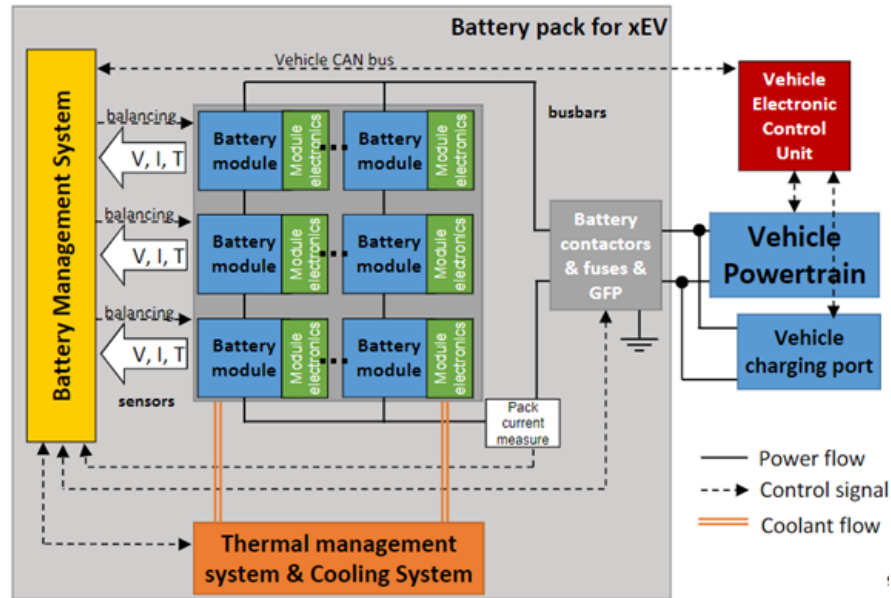 Battery pack for xEV
Vehicle CAN bus
Battery Management System
balancing
V, I, T
balancing
V, I, T
balancing
V, I, T
sensors
Battery
module
Module
electronics
Battery
module
Module
electronics
Battery
module
Module
electronics
Battery
module
Module
electronics
Battery
module
Module
electronics
Battery
module
Module
electronics
busbars
Battery
contactors
& fuses &
GFP
Pack
current
measure
Thermal management
system & Cooling System
Vehicle
Electronic
Control
Unit
Vehicle
Powertrain
Vehicle
charging port
Power flow
Control signal
Coolant flow